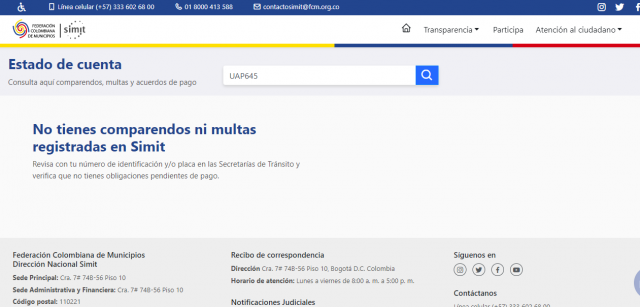 Línea celular (+57) 333 602 68 00 01 8000 413 588 contactosimit@fcm.org.co
FEDERACIÓN
COLOMBIANA
DE MUNICIPIOS
simit
Transparencia Participa Atención al ciudadano
Estado de cuenta
Consulta aquí comparendos, multas y acuerdos de pago
UAP645
No tienes comparendos ni multas
registradas en Simit
Revisa con tu número de identificación y/o placa en las Secretarías de Tránsito y
verifica que no tienes obligaciones pendientes de pago.
Federación Colombiana de Municipios
Dirección Nacional Simit
Sede Principal: Cra. 7# 74B-56 Piso 10
Sede Administrativa y Financiera: Cra. 7# 74B-56 Piso 10
Código postal: 110221
Recibo de correspondencia
Dirección Cra. 7# 74B-56 Piso 10, Bogotá D.C. Colombia
Horario de atención: Lunes a viernes de 8:00 a. m. a 5:00 p. m.
Notificaciones Judiciales
Síguenos en
Contáctanos
Línea celular (+57) 333 602 68 00